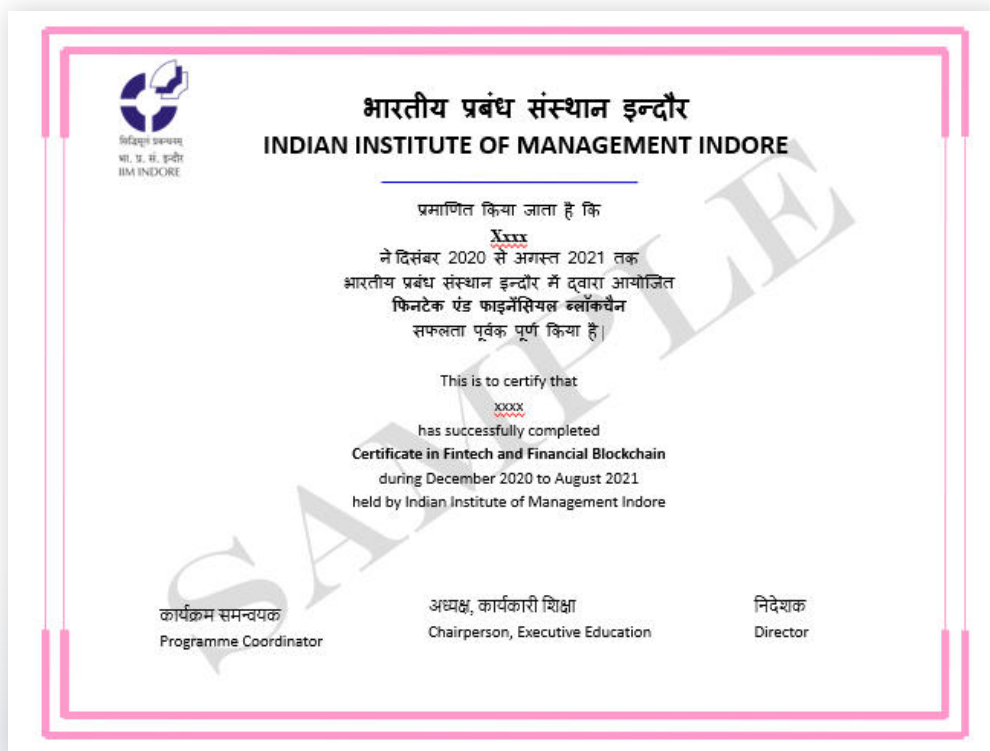 सिद्धिमूलं प्रबन्धनम्
भा. प्र. सं. इन्दौर
IIM INDORE
भारतीय प्रबंध संस्थान इन्दौर
INDIAN INSTITUTE OF MANAGEMENT INDORE
प्रमाणित किया जाता है कि
Xxxx
ने दिसंबर 2020 से अगस्त 2021 तक
भारतीय प्रबंध संस्थान इन्दौर में द्वारा आयोजित
फिनटेक एंड फाइनेंसियल ब्लॉकचैन
सफलता पूर्वक पूर्ण किया है|
This is to certify that
xxxx
has successfully completed
Certificate in Fintech and Financial Blockchain
during December 2020 to August 2021
held by Indian Institute of Management Indore
SAMPLE
कार्यक्रम समन्वयक
Programme Coordinator
अध्यक्ष, कार्यकारी शिक्षा
Chairperson, Executive Education
निदेशक
Director